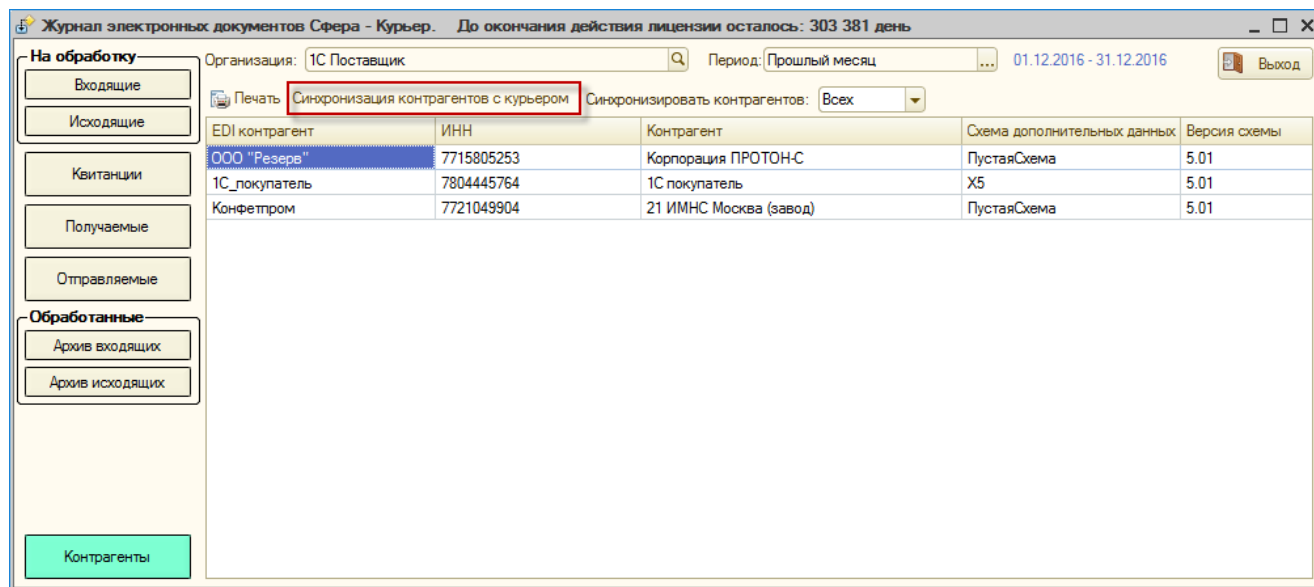 Журнал электронных документов Сфера - Курьер. До окончания действия лицензии осталось: 303 381 день
На обработку
Входящие
Исходящие
Квитанции
Получаемые
Отправляемые
Обработанные
Архив входящих
Архив исходящих
Контрагенты
Организация: 1С Поставщик Период: Прошлый месяц ... 01.12.2016 - 31.12.2016 Выход
Печать Синхронизация контрагентов с курьером Синхронизировать контрагентов: Всех
EDI контрагент ИНН Контрагент Схема дополнительных данных Версия схемы
ООО "Резерв" 7715805253 Корпорация ПРОТОН-С ПустаяСхема 5.01
1С_покупатель 7804445764 1С покупатель X5 5.01
Конфетпром 7721049904 21 ИМНС Москва (завод) ПустаяСхема 5.01